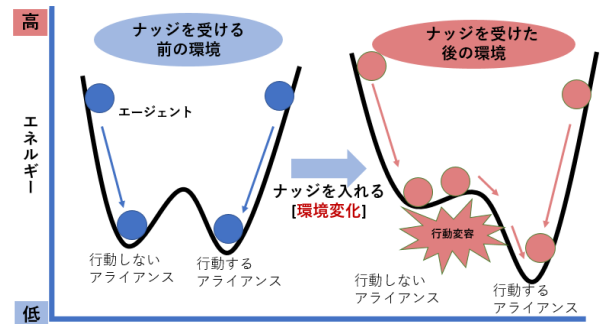 高
ナッジを受ける
前の環境
ナッジを受けた
後の環境
エージェント
エネルギー
ナッジを入れる
[環境変化]
行動変容
行動しない
アライアンス
行動する
アライアンス
行動しない
アライアンス
行動する
アライアンス
低